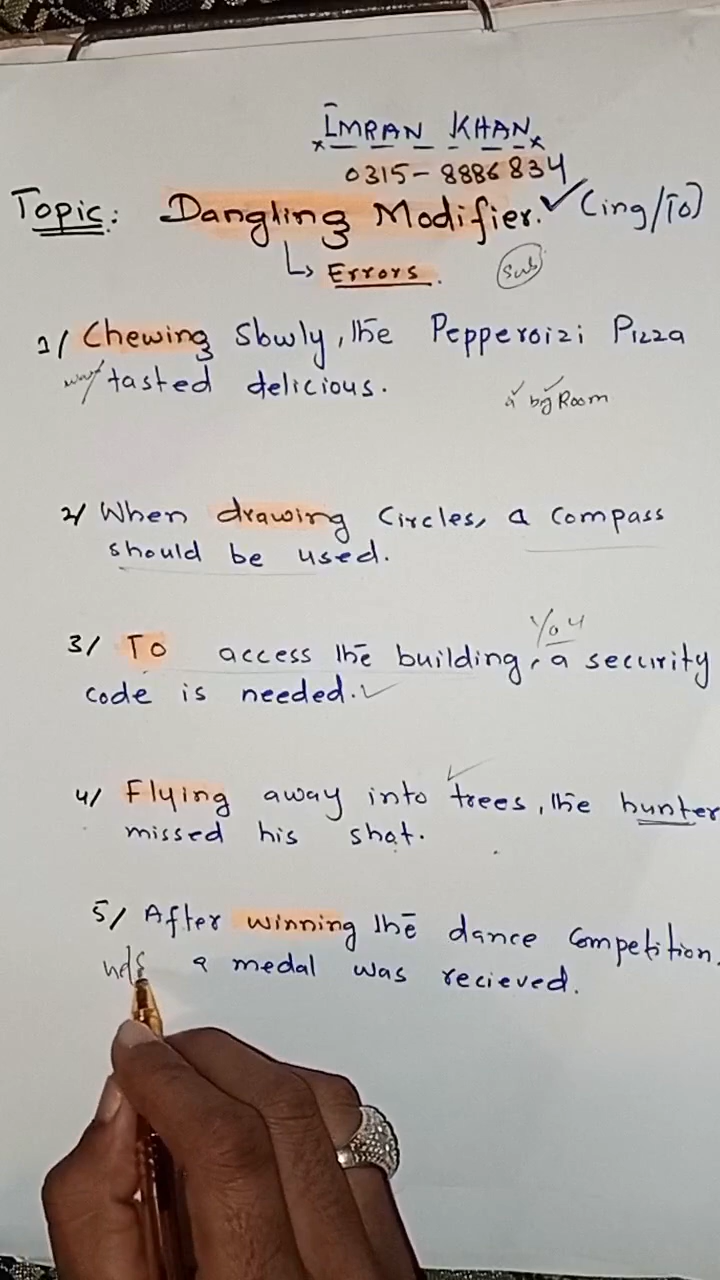 IMRAN KHAN
0315-8886834
Topic: Dangling Modifier. (ing/To)
Errors. Sub
1/ Chewing Slowly, the Pepperoizi Pizza
tasted delicious.
a big Room
2/ When drawing Circles, a compass
should be used.
you
3/ To access the building, a security
code is needed.
4/ Flying away into trees, the hunter
missed his shot.
5/ After winning the dance Competition,
a medal was recieved.